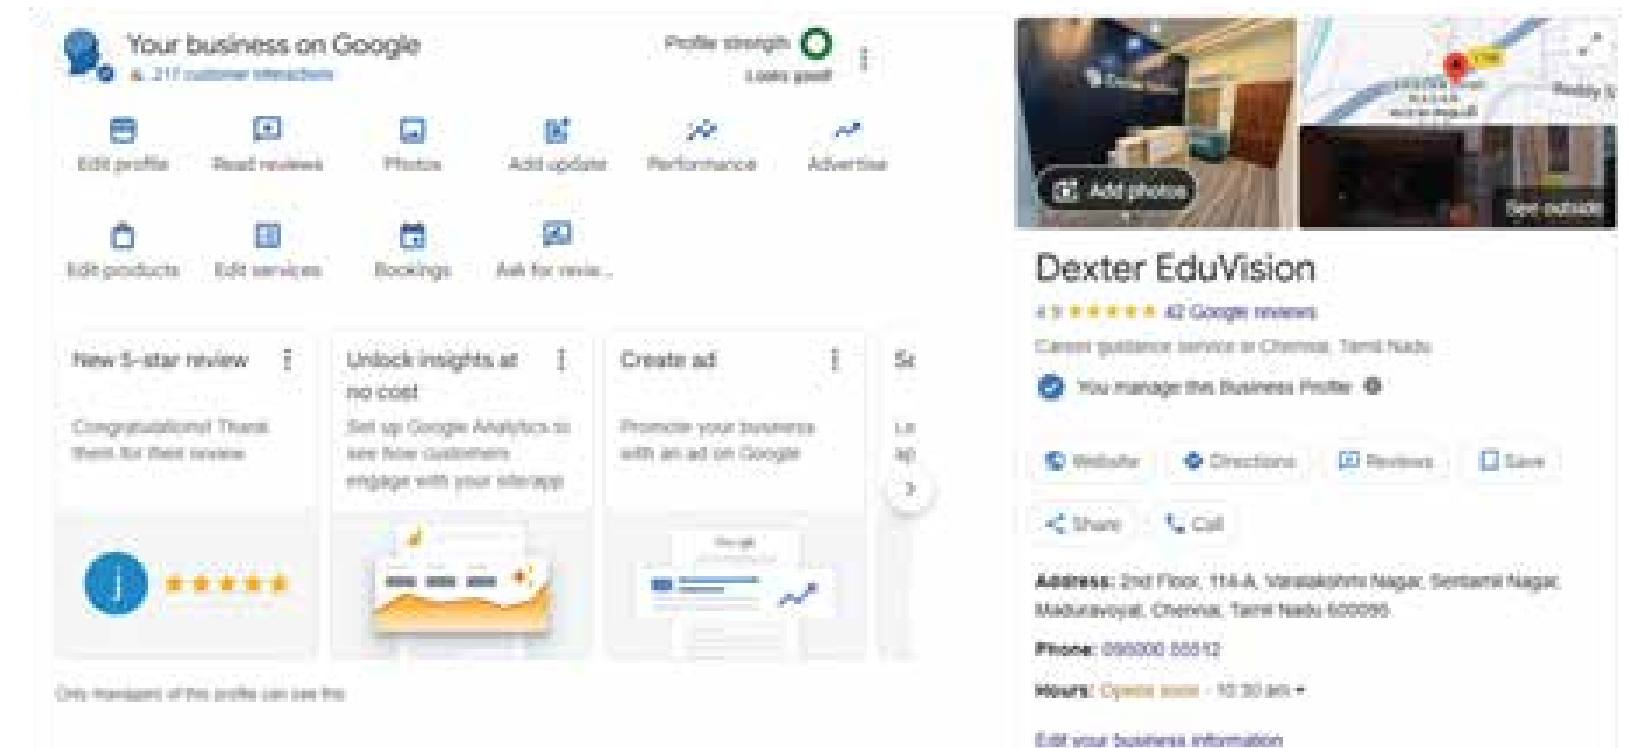 Your business on Google
217 customer interactions
Profile strength
Looks good!
Edit profile
Read reviews
Photos
Add update
Performance
Advertise
Edit products
Edit services
Bookings
Ask for revie...
New 5-star review
Congratulations! Thank
them for their review
Unlock insights at
no cost
Set up Google Analytics to
see how customers
engage with your site/app
Create ad
Promote your business
with an ad on Google
Only managers of this profile can see this
Add photos
See outside
Dexter EduVision
4.9 42 Google reviews
Career guidance service in Chennai, Tamil Nadu
You manage this Business Profile
Website
Directions
Reviews
Save
Share
Call
Address: 2nd Floor, 114-A, Varalakshmi Nagar, Sentamil Nagar,
Maduravoyal, Chennai, Tamil Nadu 600095
Phone:
Hours: Opens soon · 10:30 am
Edit your business information